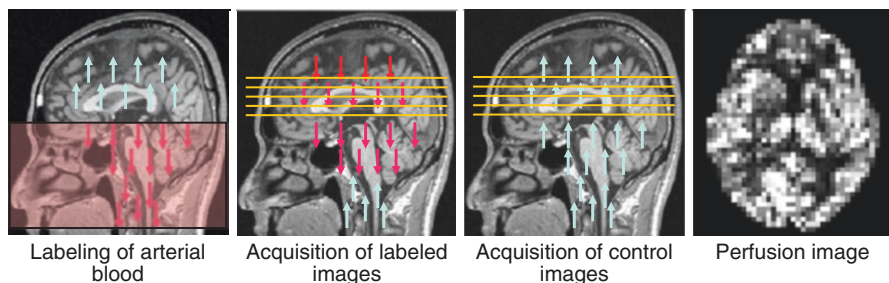 Labeling of arterial
blood
Acquisition of labeled
images
Acquisition of control
images
Perfusion image